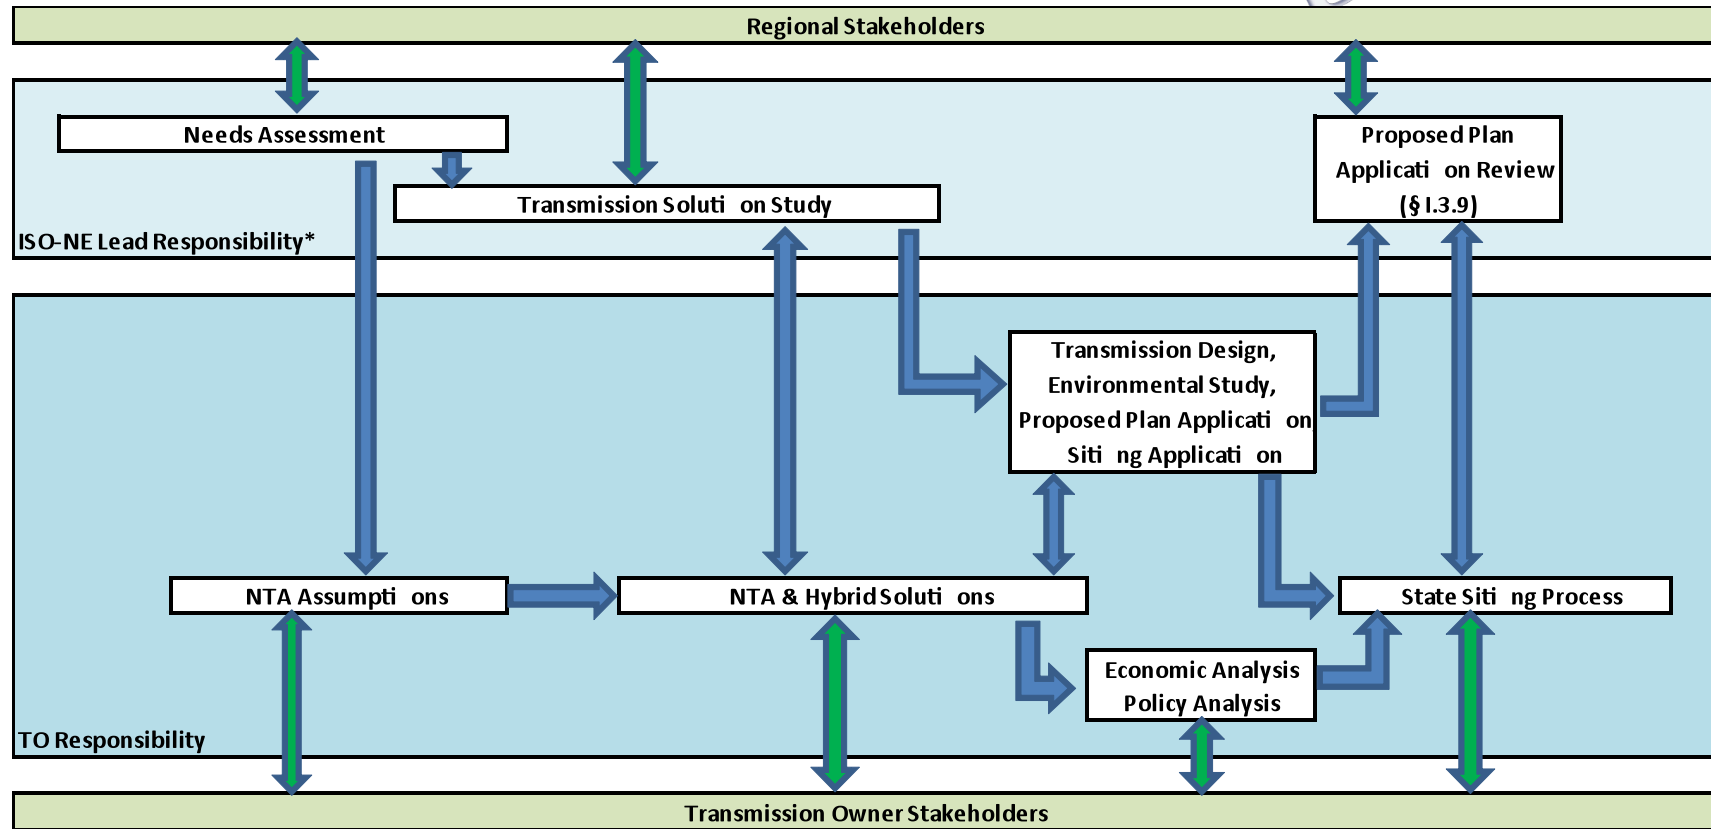 Regional Stakeholders
Needs Assessment
Transmission Soluti on Study
Proposed Plan
Applicati on Review
(§ I.3.9)
ISO-NE Lead Responsibility*
Transmission Design,
Environmental Study,
Proposed Plan Applicati on,
Siti ng Applicati on
NTA Assumpti ons
NTA & Hybrid Soluti ons
State Siti ng Process
Economic Analysis
Policy Analysis
TO Responsibility
Transmission Owner Stakeholders